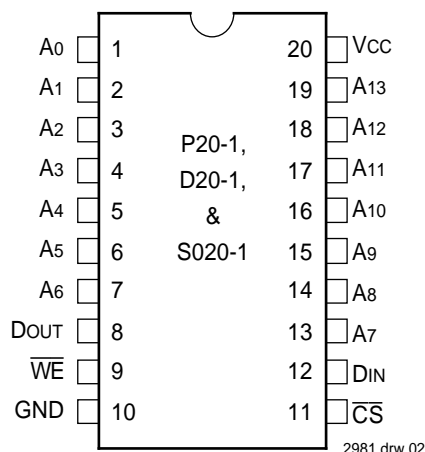 A0 1 20 VCC
A1 2 19 A13
A2 3 18 A12
A3 4 17 A11
A4 5 16 A10
A5 6 15 A9
A6 7 14 A8
DOUT 8 13 A7
W̅E̅ 9 12 DIN
GND 10 11 C̅S̅
P20-1,
D20-1,
&
S020-1
2981 drw 02